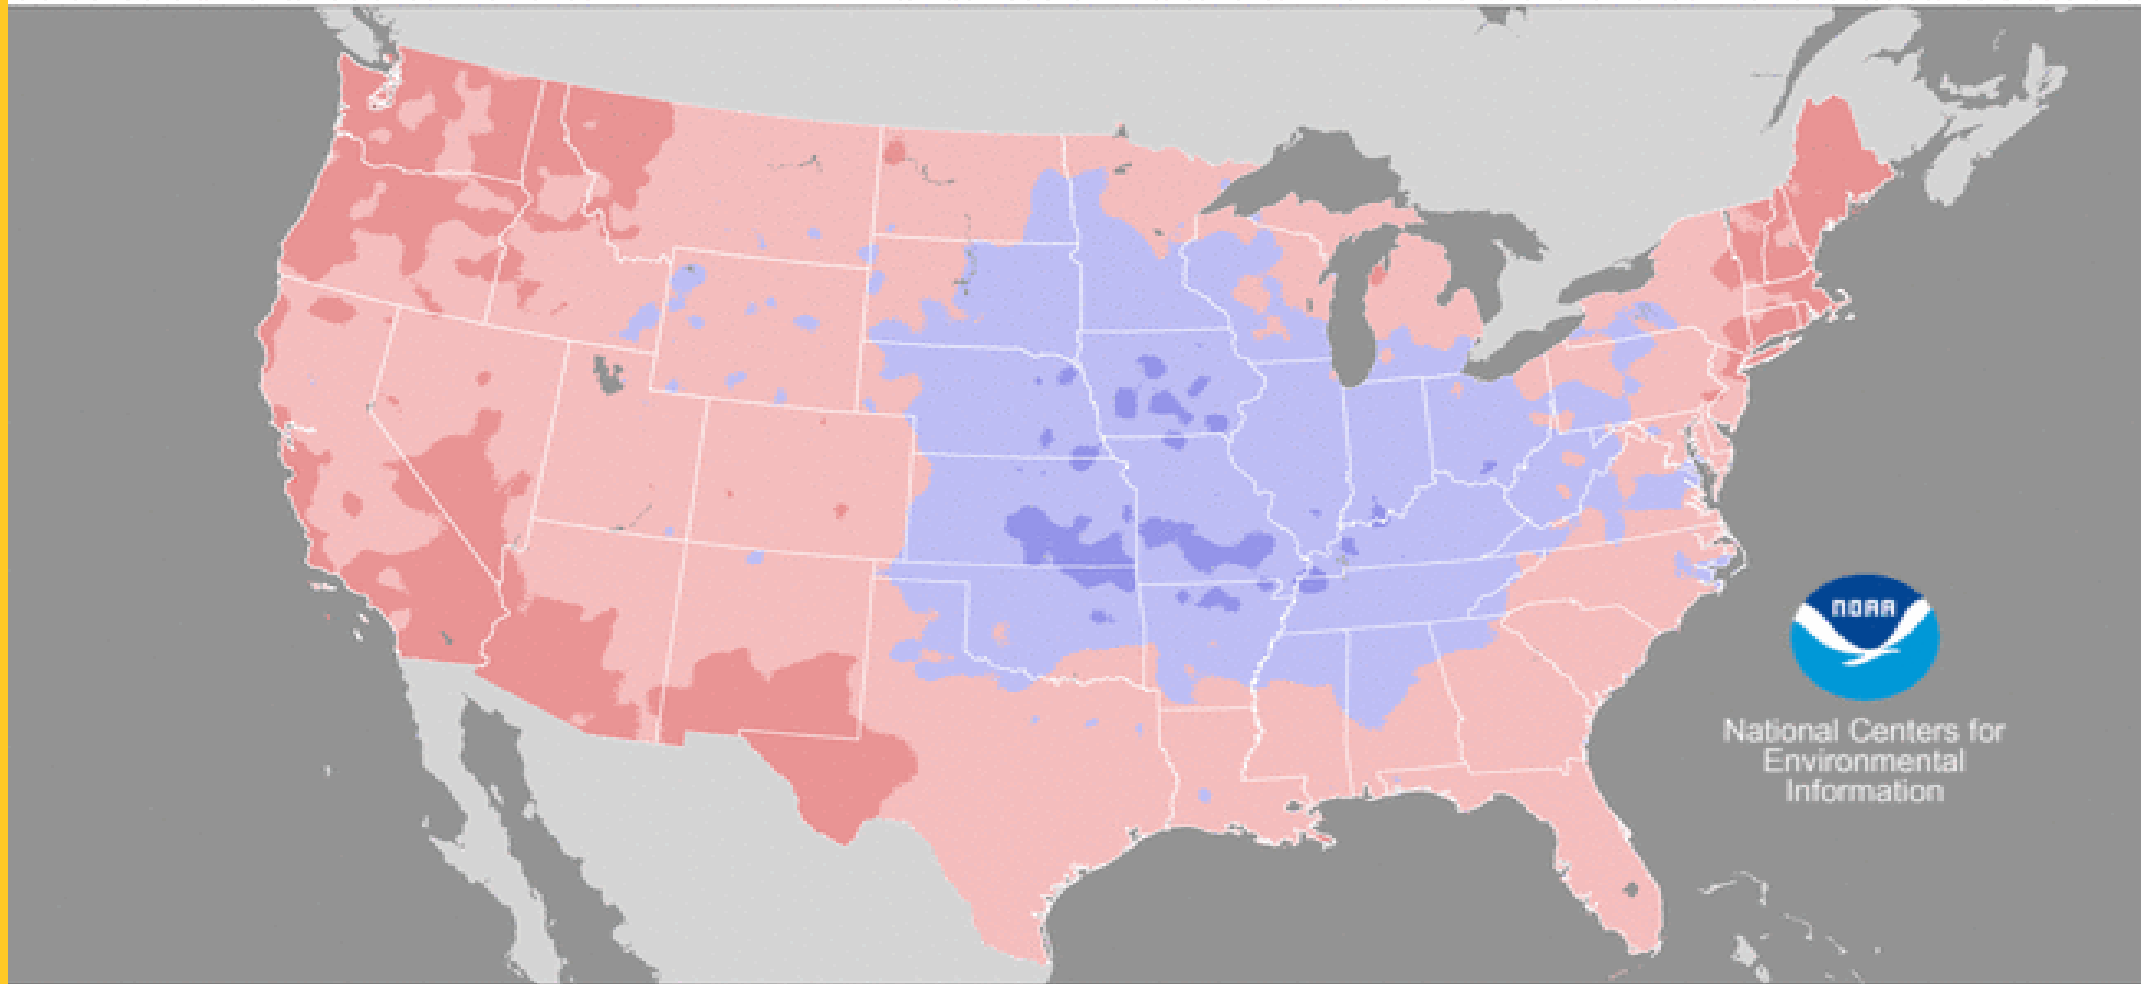 NOAA
National Centers for
Environmental
Information